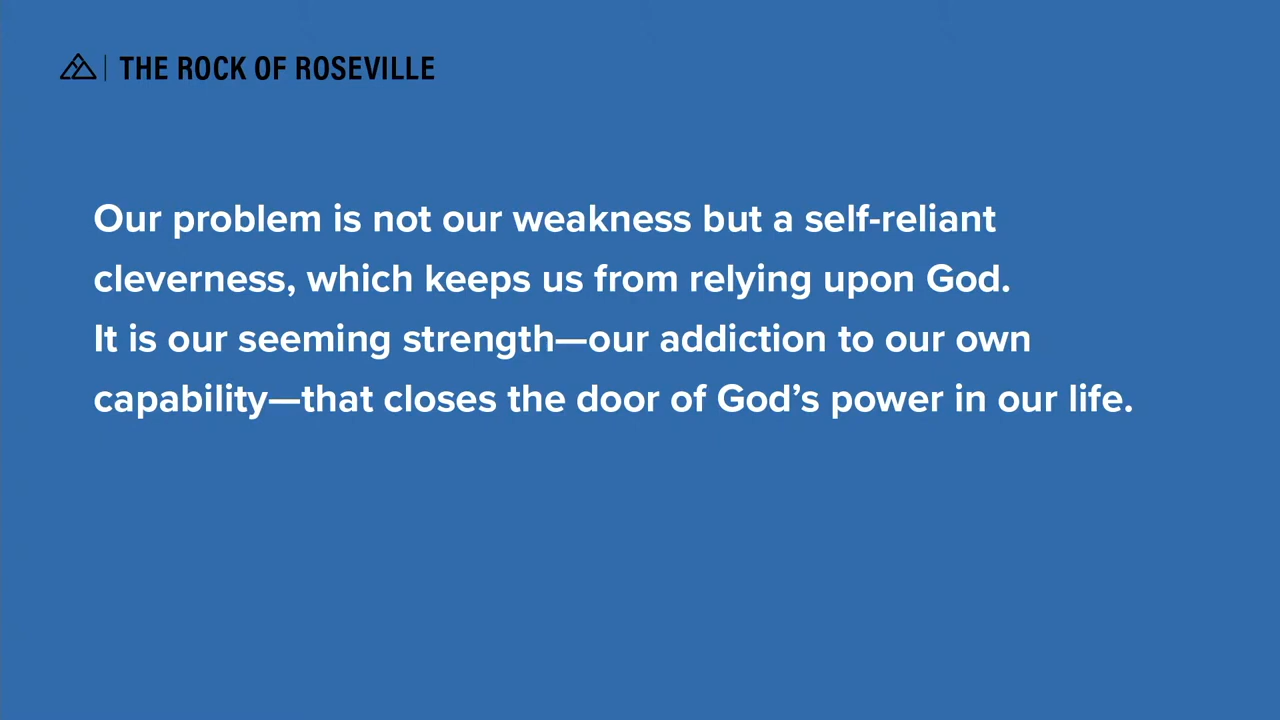 THE ROCK OF ROSEVILLE
Our problem is not our weakness but a self-reliant
cleverness, which keeps us from relying upon God.
It is our seeming strength—our addiction to our own
capability—that closes the door of God’s power in our life.